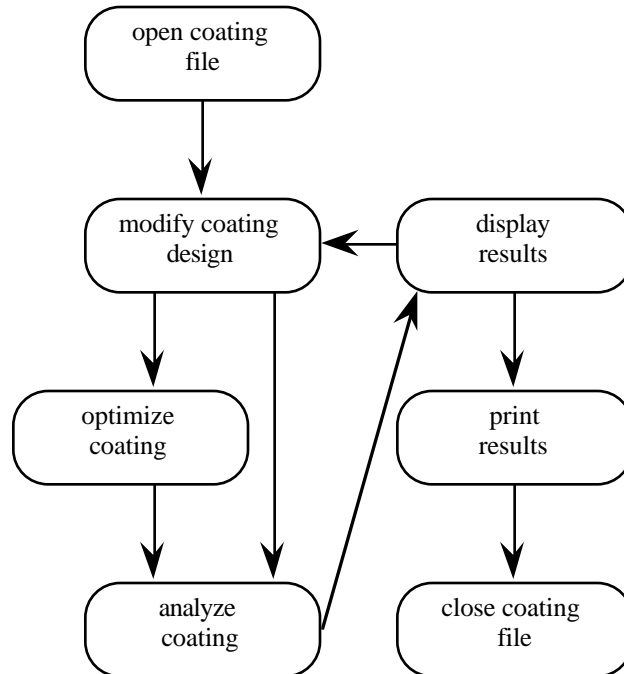 open coating
file
modify coating
design
display
results
optimize
coating
print
results
analyze
coating
close coating
file